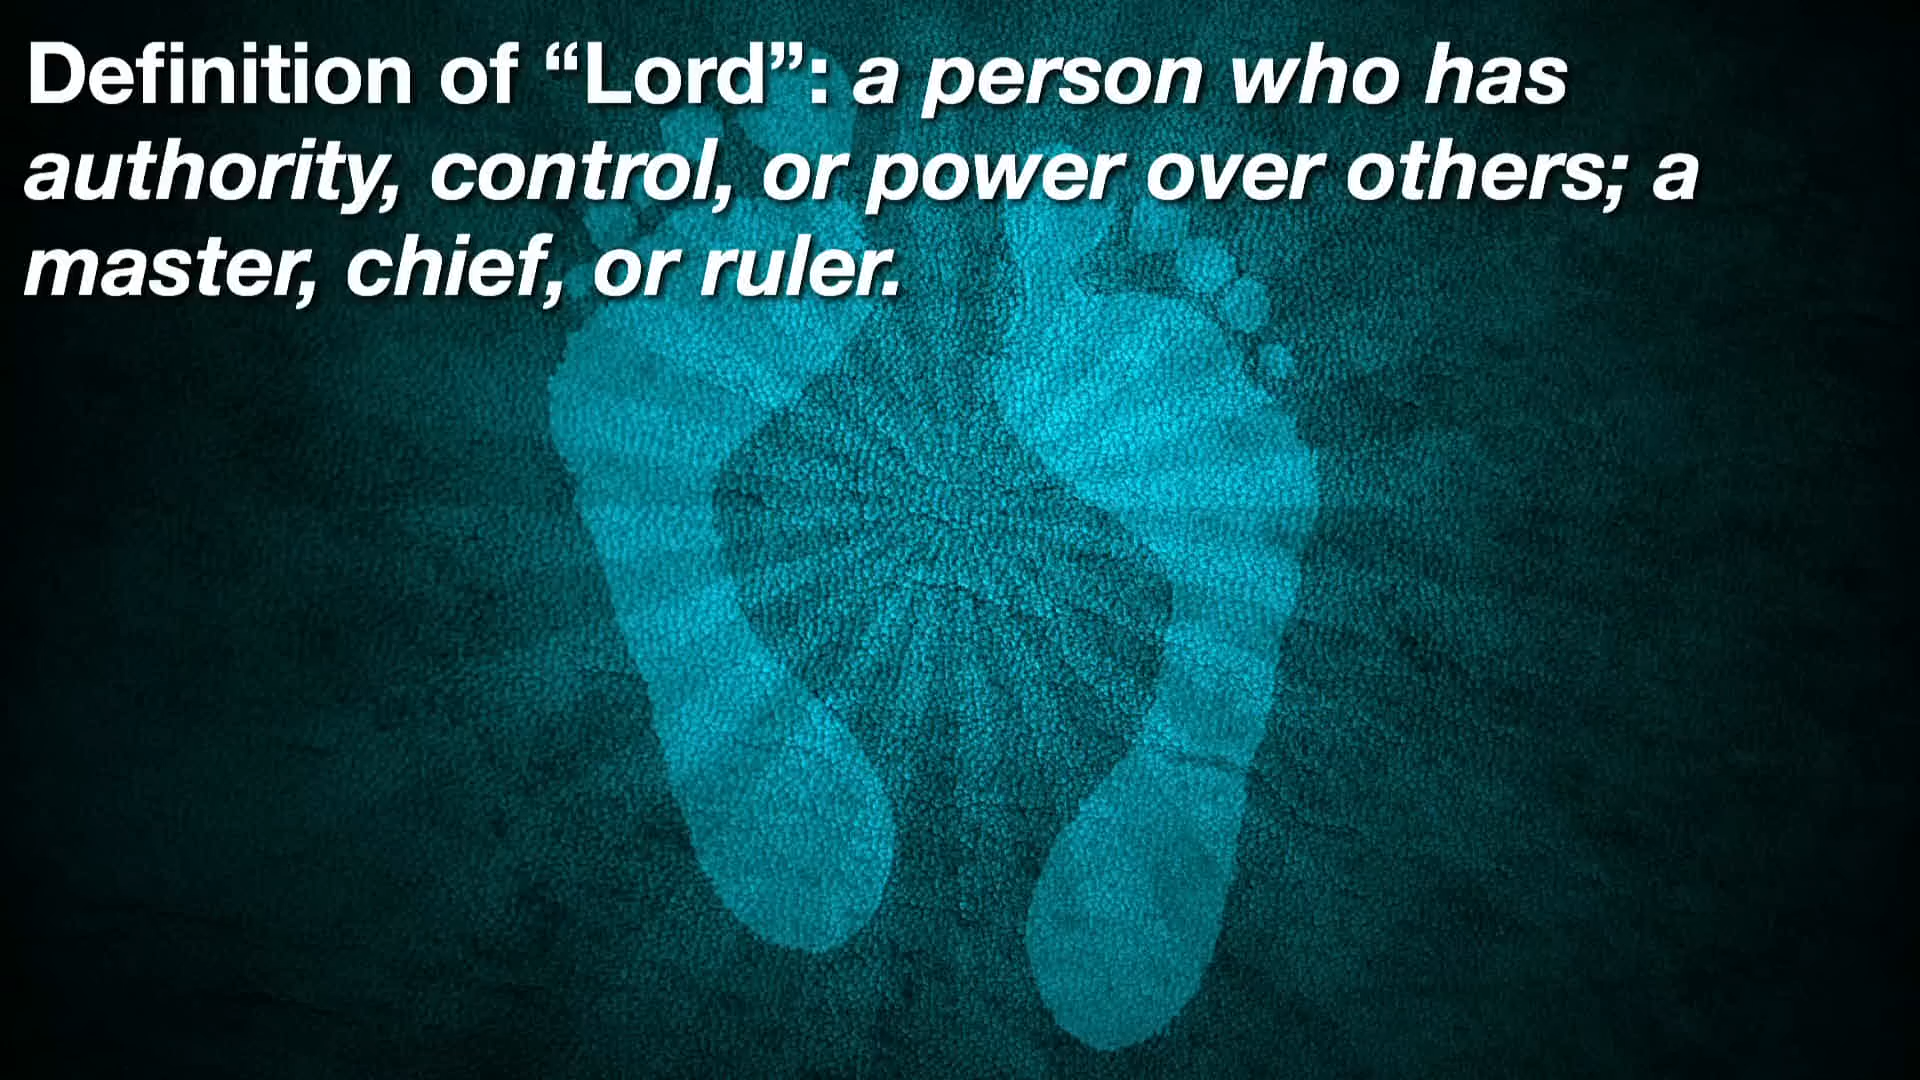 Definition of “Lord”: a person who has
authority, control, or power over others; a
master, chief, or ruler.